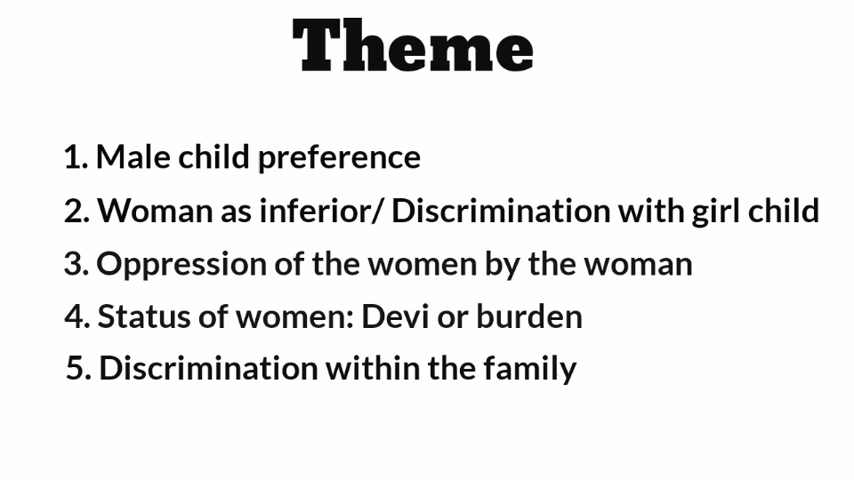 Theme
1. Male child preference
2. Woman as inferior/ Discrimination with girl child
3. Oppression of the women by the woman
4. Status of women: Devi or burden
5. Discrimination within the family